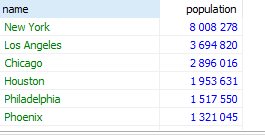 name population
New York 8 008 278
Los Angeles 3 694 820
Chicago 2 896 016
Houston 1 953 631
Philadelphia 1 517 550
Phoenix 1 321 045